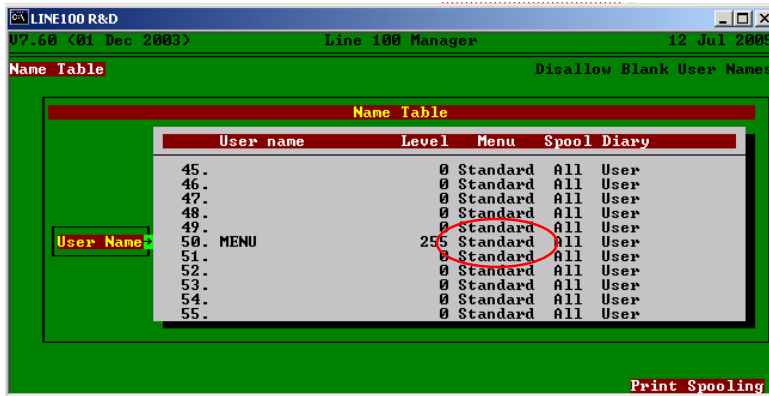 LINE100 R&D
V7.60 (01 Dec 2003) Line 100 Manager 12 Jul 2005
Name Table Disallow Blank User Names
Name Table
User name Level Menu Spool Diary
45. 0 Standard All User
46. 0 Standard All User
47. 0 Standard All User
48. 0 Standard All User
49. 0 Standard All User
User Name 50. MENU 255 Standard All User
51. 0 Standard All User
52. 0 Standard All User
53. 0 Standard All User
54. 0 Standard All User
55. 0 Standard All User
Print Spooling